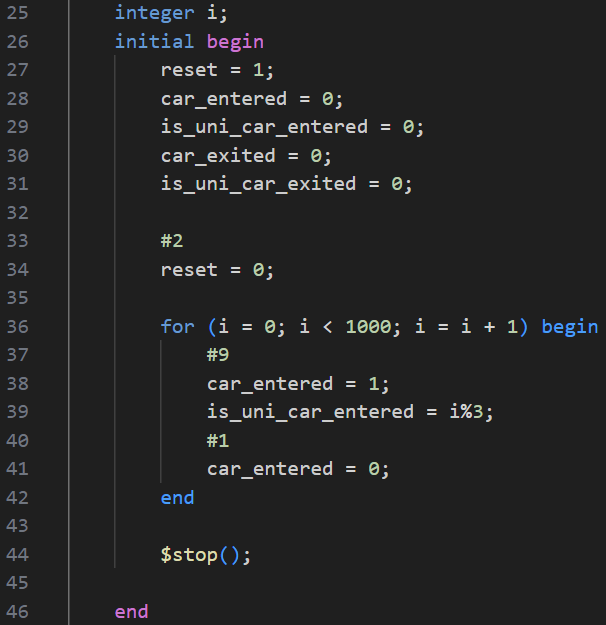 25 integer i;
26 initial begin
27 reset = 1;
28 car_entered = 0;
29 is_uni_car_entered = 0;
30 car_exited = 0;
31 is_uni_car_exited = 0;
32
33 #2
34 reset = 0;
35
36 for (i = 0; i < 1000; i = i + 1) begin
37 #9
38 car_entered = 1;
39 is_uni_car_entered = i%3;
40 #1
41 car_entered = 0;
42 end
43
44 $stop();
45
46 end